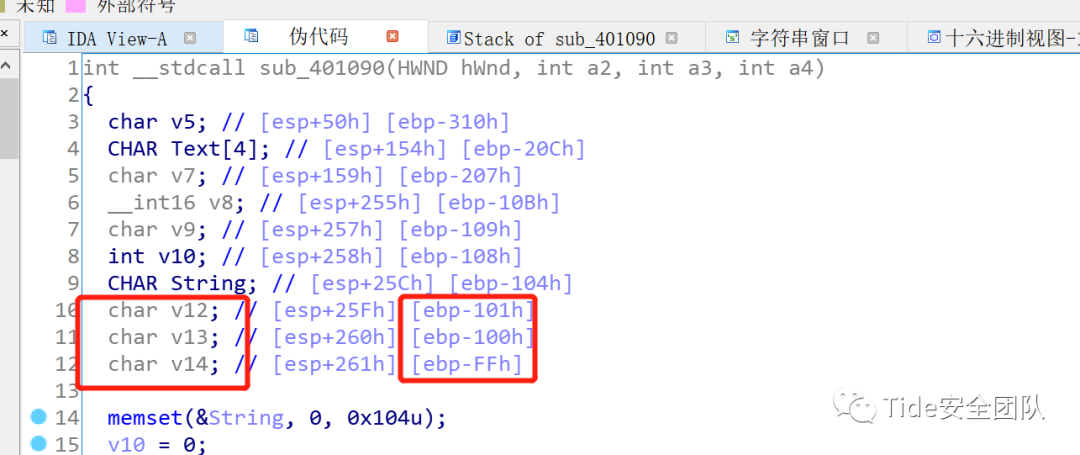 未知 外部符号
IDA View-A 伪代码 Stack of sub_401090 字符串窗口 十六进制视图-
1 int __stdcall sub_401090(HWND hWnd, int a2, int a3, int a4)
2 {
3 char v5; // [esp+50h] [ebp-310h]
4 CHAR Text[4]; // [esp+154h] [ebp-20Ch]
5 char v7; // [esp+159h] [ebp-207h]
6 __int16 v8; // [esp+255h] [ebp-10Bh]
7 char v9; // [esp+257h] [ebp-109h]
8 int v10; // [esp+258h] [ebp-108h]
9 CHAR String; // [esp+25Ch] [ebp-104h]
10 char v12; // [esp+25Fh] [ebp-101h]
11 char v13; // [esp+260h] [ebp-100h]
12 char v14; // [esp+261h] [ebp-FFh]
13
14 memset(&String, 0, 0x104u);
15 v10 = 0;
Tide安全团队